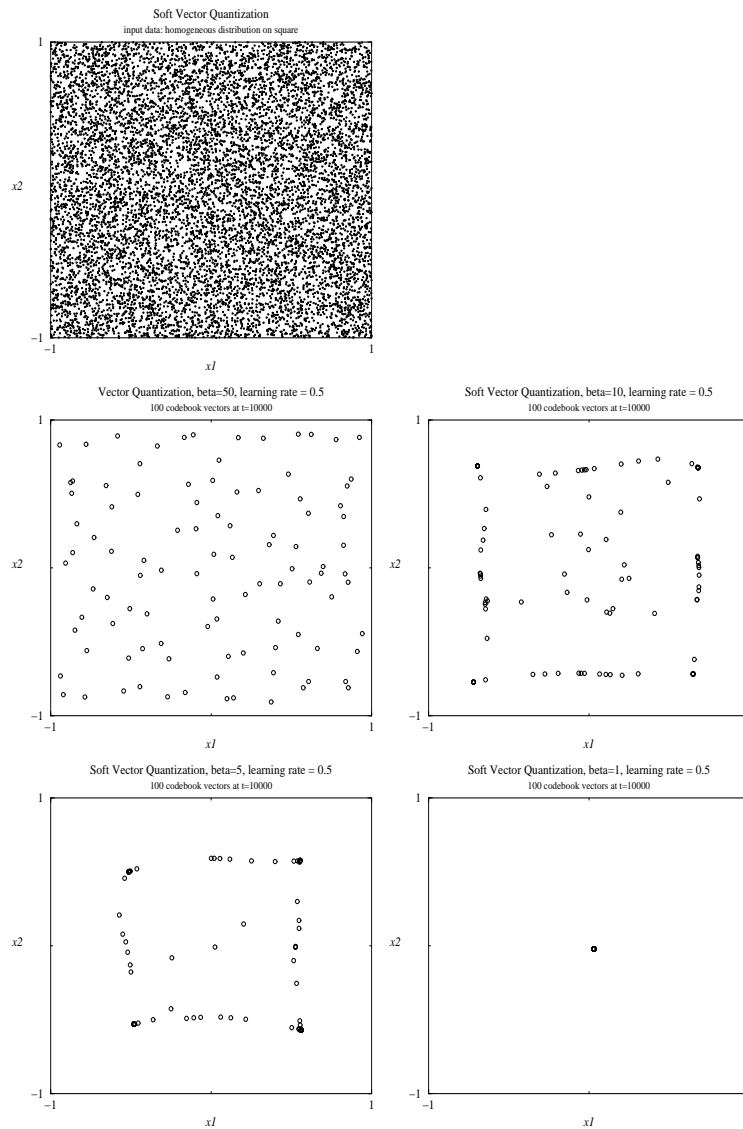 Soft Vector Quantization
input data: homogeneous distribution on square
1
x2
−1
−1
1
x1
Vector Quantization, beta=50, learning rate = 0.5
100 codebook vectors at t=10000
1
x2
−1
−1
1
x1
Soft Vector Quantization, beta=10, learning rate = 0.5
100 codebook vectors at t=10000
1
x2
−1
−1
x1
Soft Vector Quantization, beta=5, learning rate = 0.5
100 codebook vectors at t=10000
1
x2
−1
−1
1
x1
Soft Vector Quantization, beta=1, learning rate = 0.5
100 codebook vectors at t=10000
1
x2
−1
−1
x1